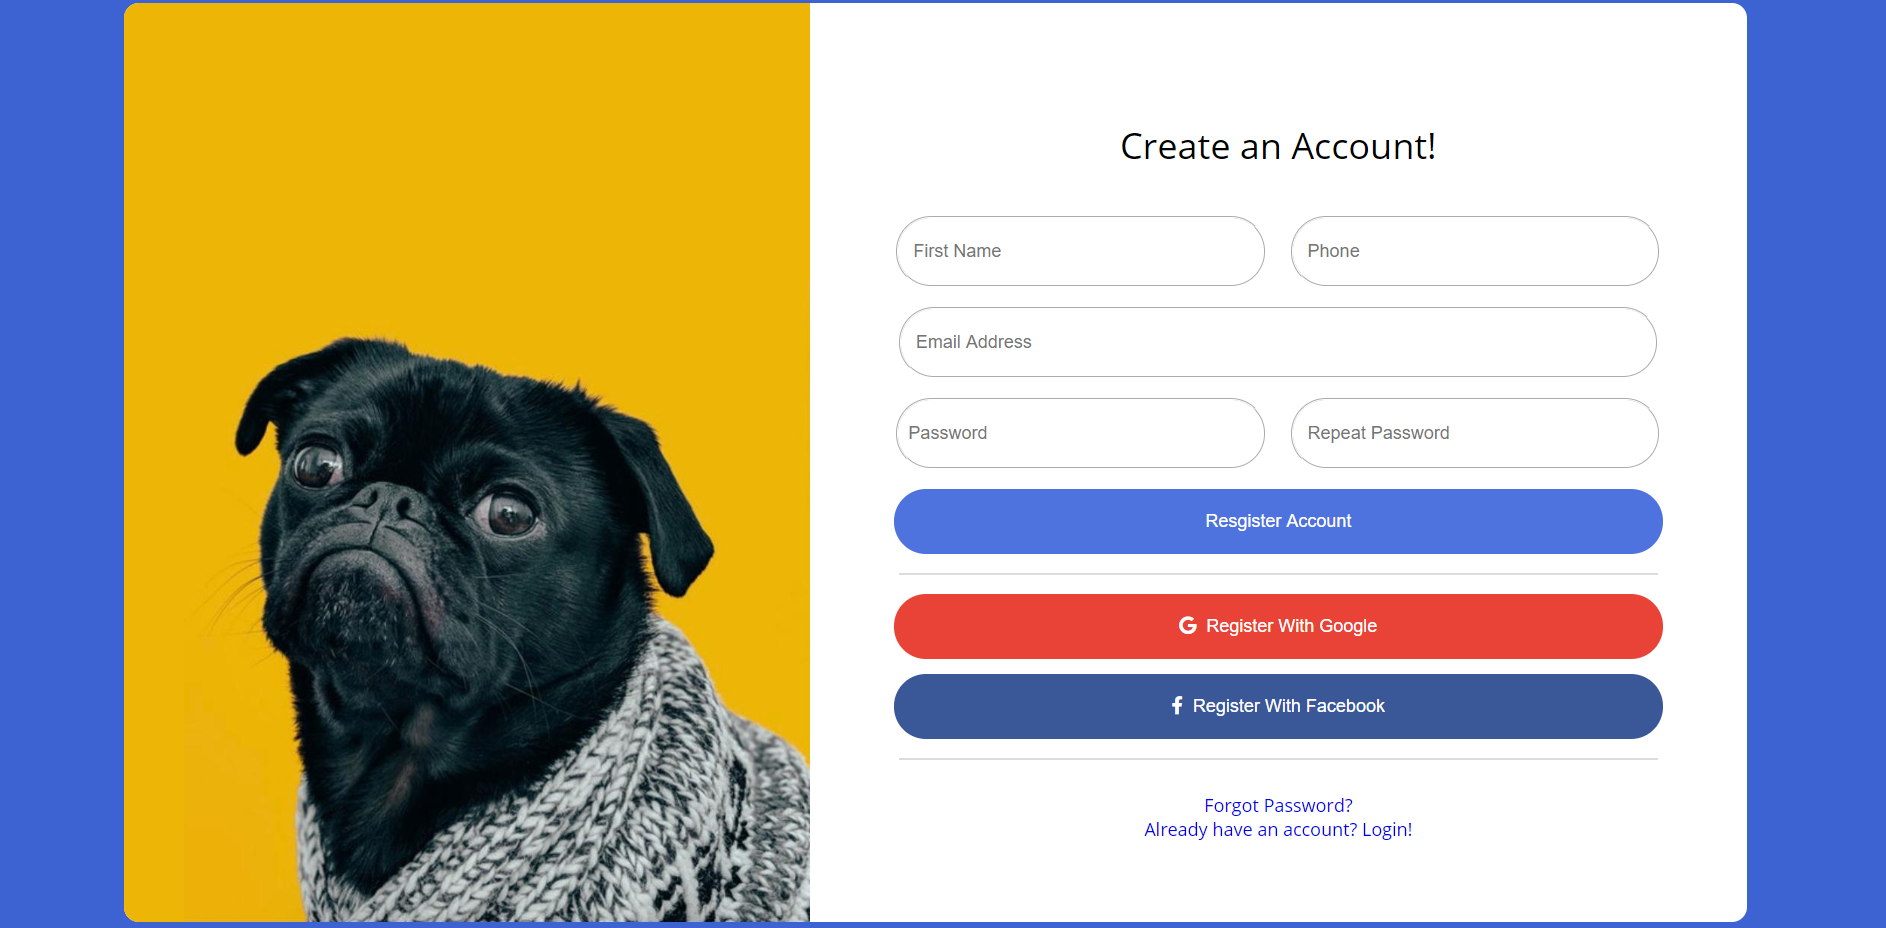 Create an Account!
First Name
Phone
Email Address
Password
Repeat Password
Resgister Account
Register With Google
Register With Facebook
Forgot Password?
Already have an account? Login!